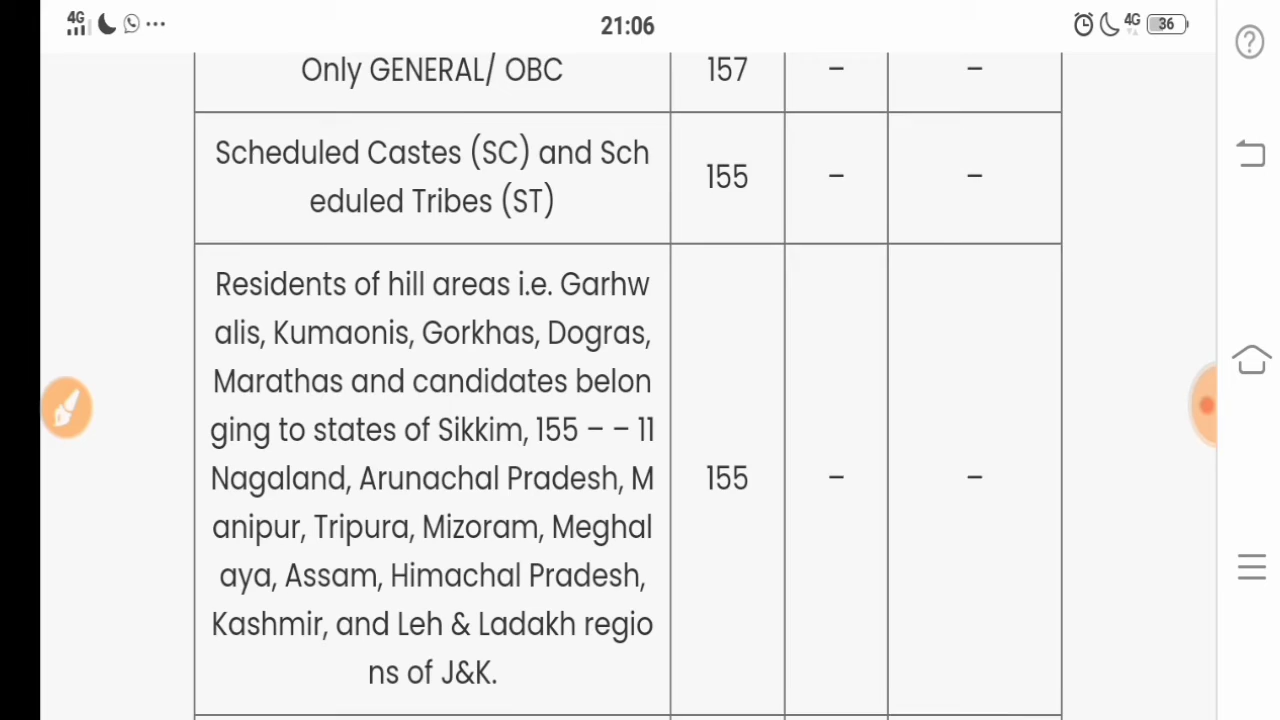 4G 21:06 4G 36
Only GENERAL/ OBC 157 – –
Scheduled Castes (SC) and Sch
eduled Tribes (ST) 155 – –
Residents of hill areas i.e. Garhw
alis, Kumaonis, Gorkhas, Dogras,
Marathas and candidates belon
ging to states of Sikkim, 155 – – 11
Nagaland, Arunachal Pradesh, M 155 – –
anipur, Tripura, Mizoram, Meghal
aya, Assam, Himachal Pradesh,
Kashmir, and Leh & Ladakh regio
ns of J&K.